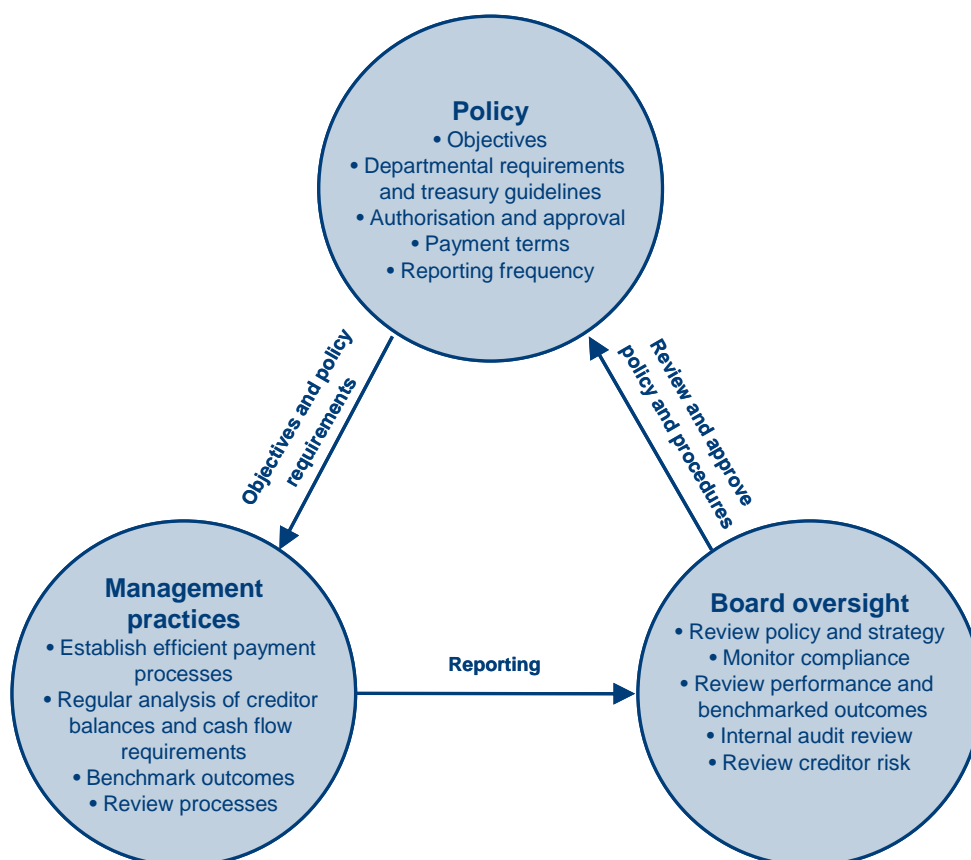 Policy
• Objectives
• Departmental requirements
and treasury guidelines
• Authorisation and approval
• Payment terms
• Reporting frequency
Objectives and policy
requirements
Review and approve
policy and procedures
Management
practices
• Establish efficient payment
processes
• Regular analysis of creditor
balances and cash flow
requirements
• Benchmark outcomes
• Review processes
Reporting
Board oversight
• Review policy and strategy
• Monitor compliance
• Review performance and
benchmarked outcomes
• Internal audit review
• Review creditor risk